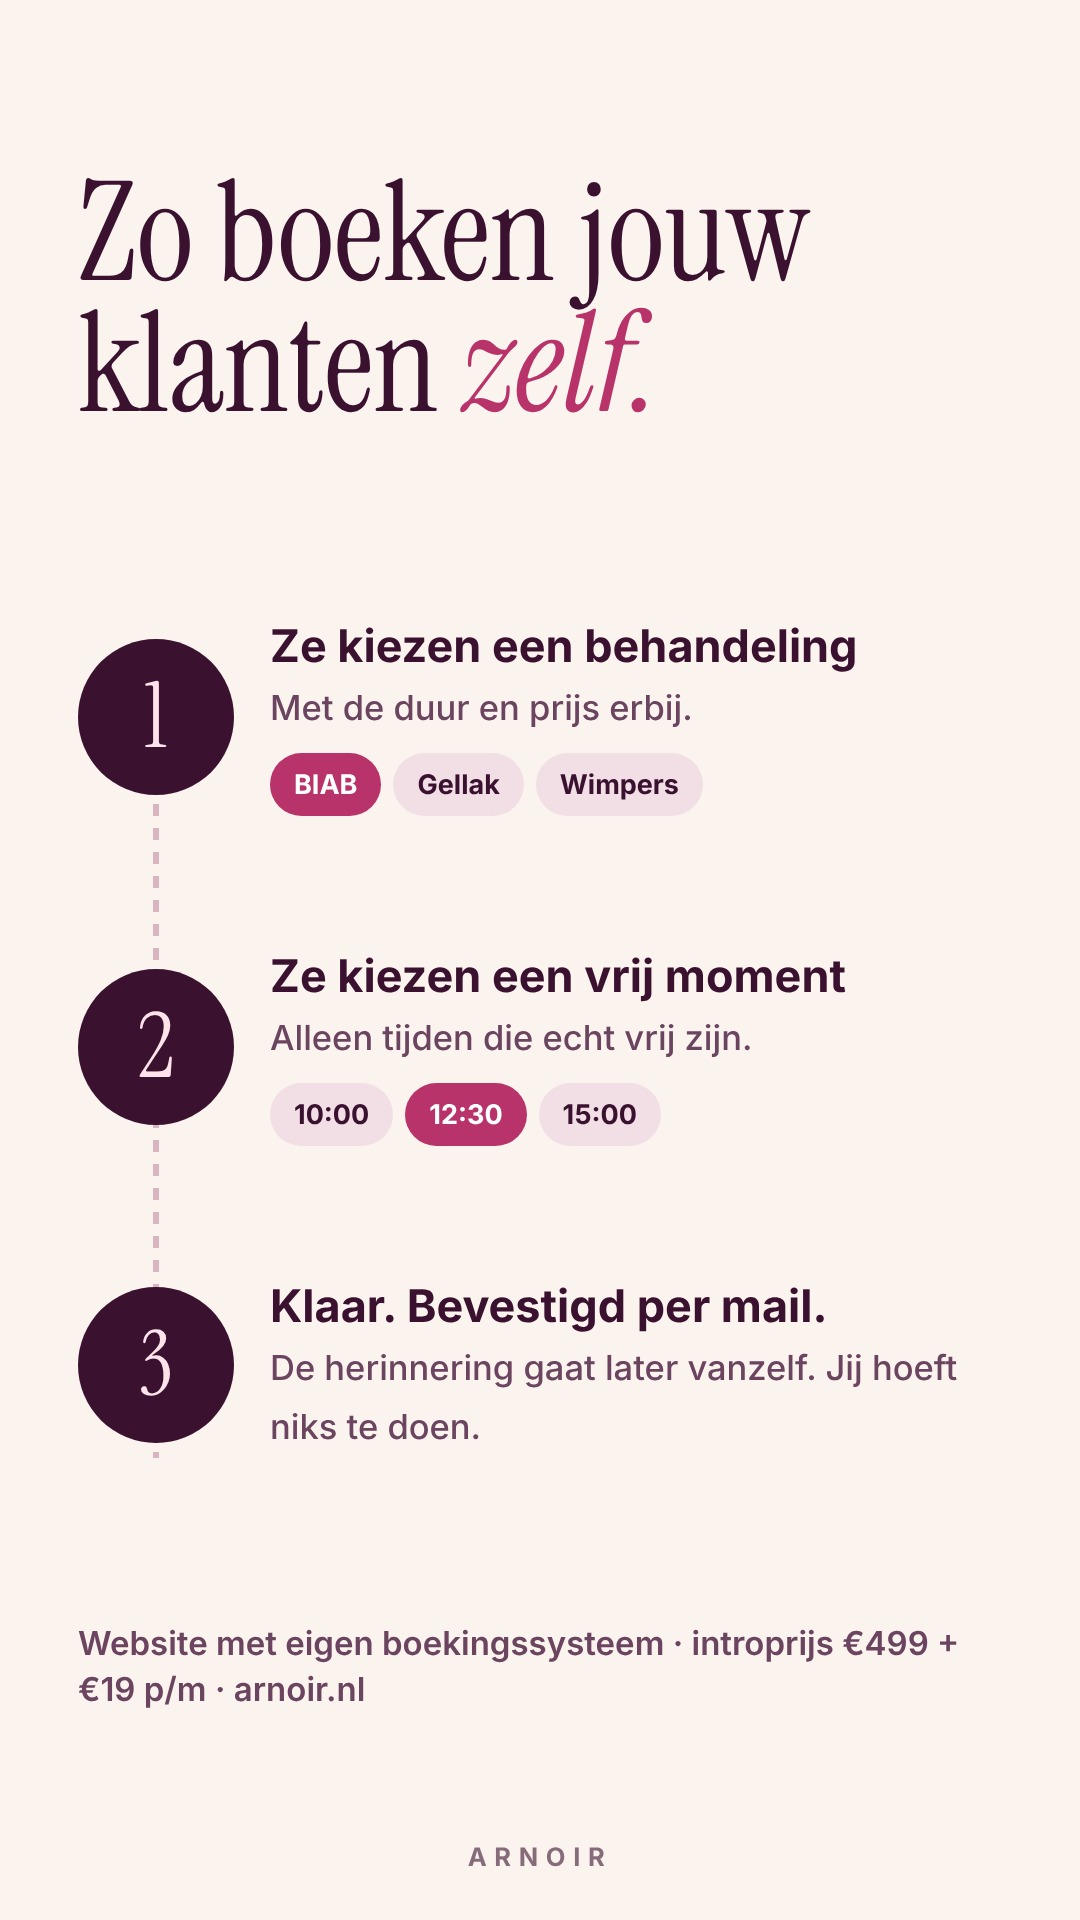 Zo boeken jouw
klanten zelf.
1
Ze kiezen een behandeling
Met de duur en prijs erbij.
BIAB Gellak Wimpers
2
Ze kiezen een vrij moment
Alleen tijden die echt vrij zijn.
10:00 12:30 15:00
3
Klaar. Bevestigd per mail.
De herinnering gaat later vanzelf. Jij hoeft
niks te doen.
Website met eigen boekingssysteem · introprijs €499 +
€19 p/m · arnoir.nl
ARNOIR